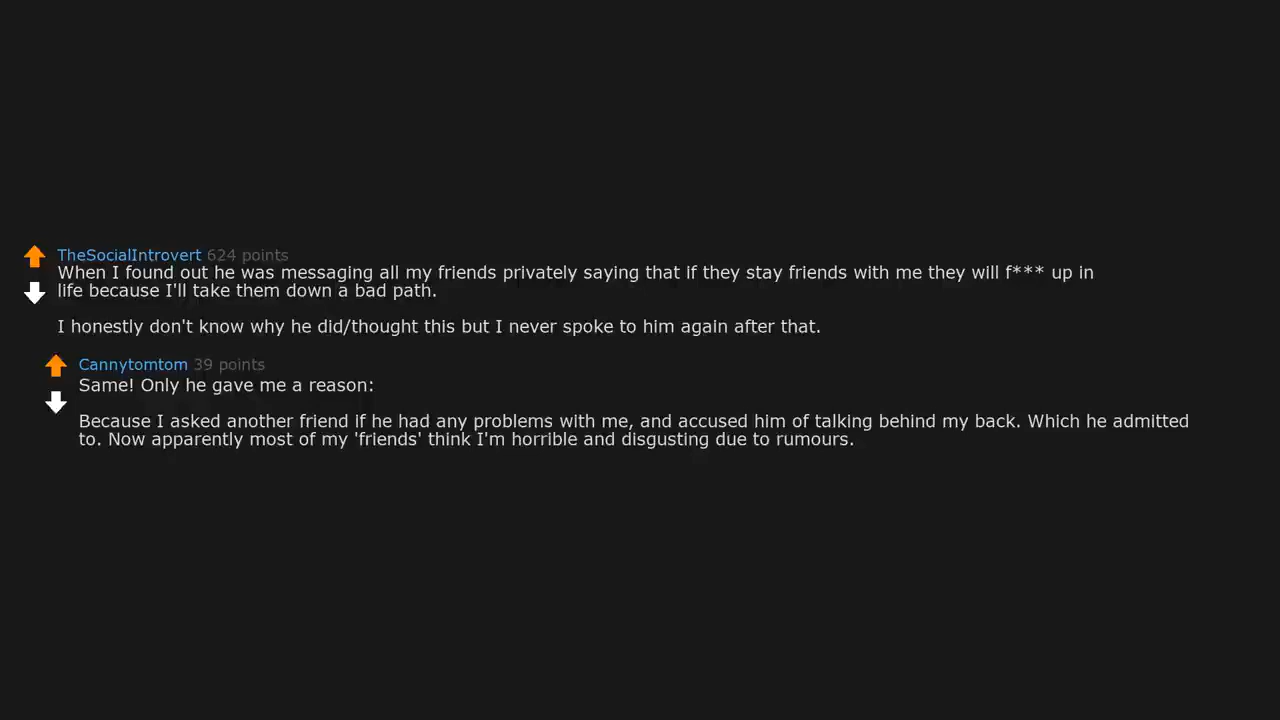 TheSocialIntrovert 624 points
When I found out he was messaging all my friends privately saying that if they stay friends with me they will f*** up in
life because I'll take them down a bad path.
I honestly don't know why he did/thought this but I never spoke to him again after that.
Cannytomtom 39 points
Same! Only he gave me a reason:
Because I asked another friend if he had any problems with me, and accused him of talking behind my back. Which he admitted
to. Now apparently most of my 'friends' think I'm horrible and disgusting due to rumours.